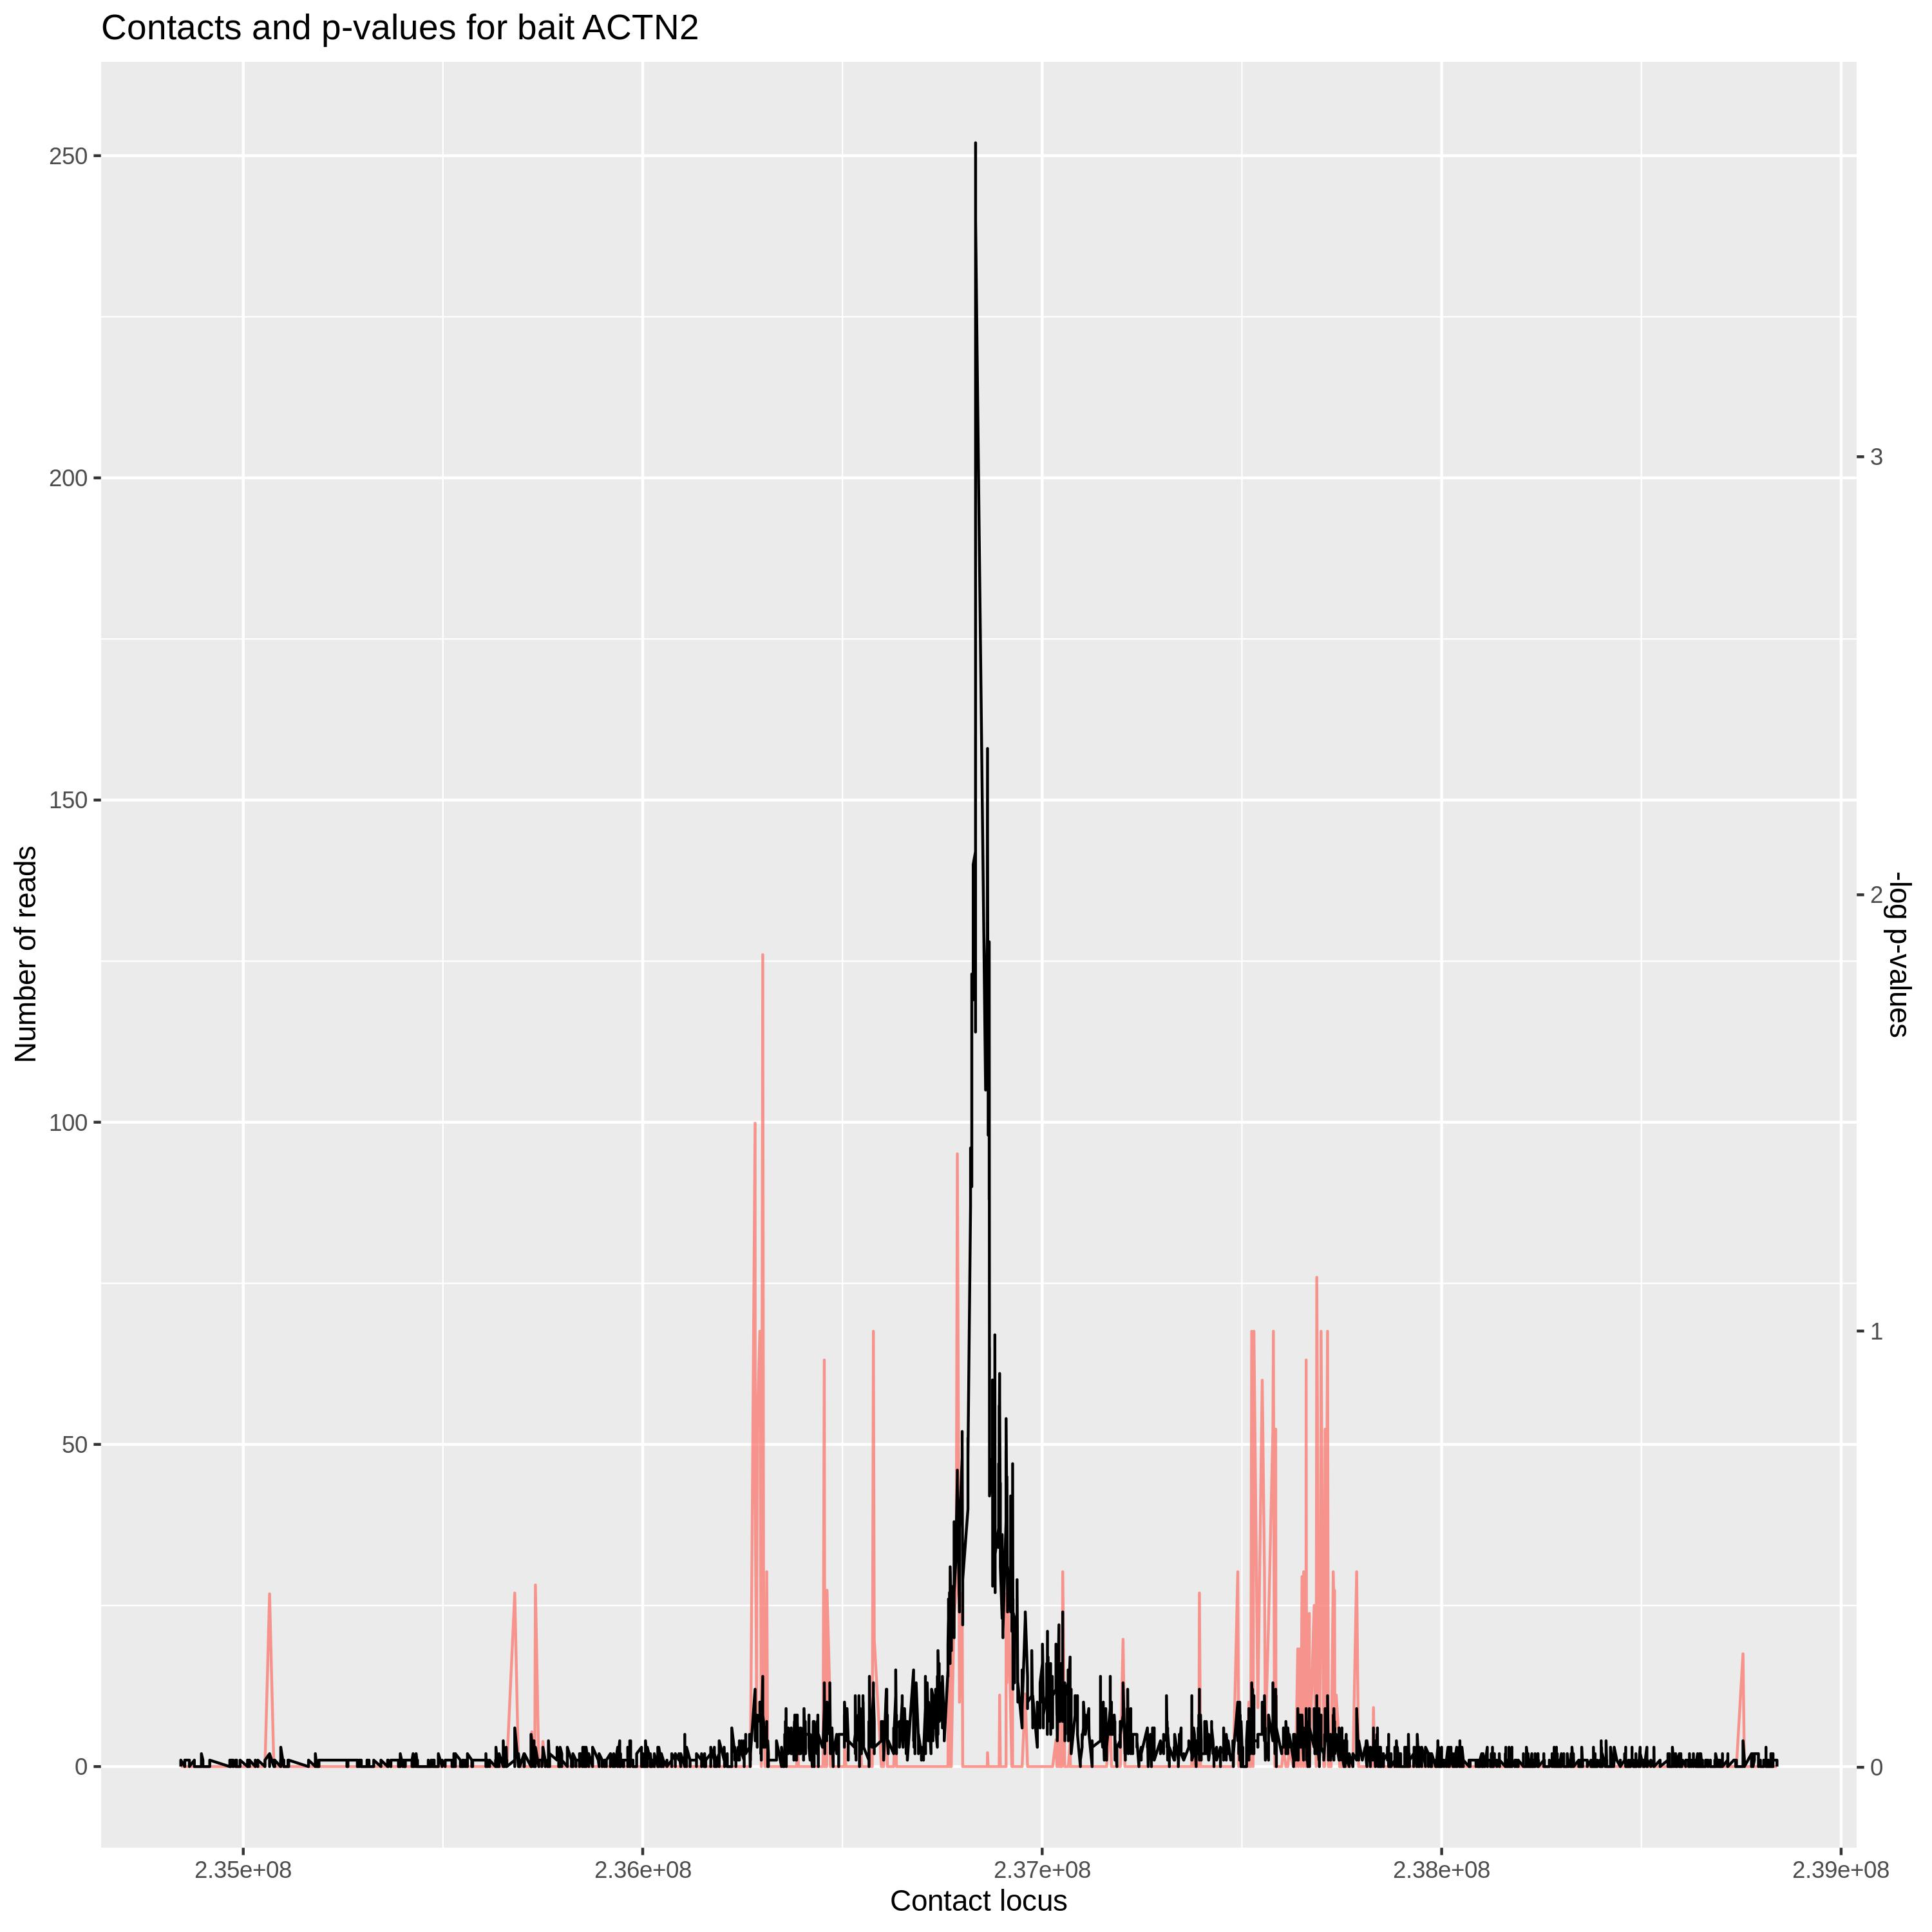 Contacts and p-values for bait ACTN2
250
200
150
100
50
0
Number of reads
3
2
1
0
-log p-values
2.35e+08
2.36e+08
2.37e+08
2.38e+08
2.39e+08
Contact locus